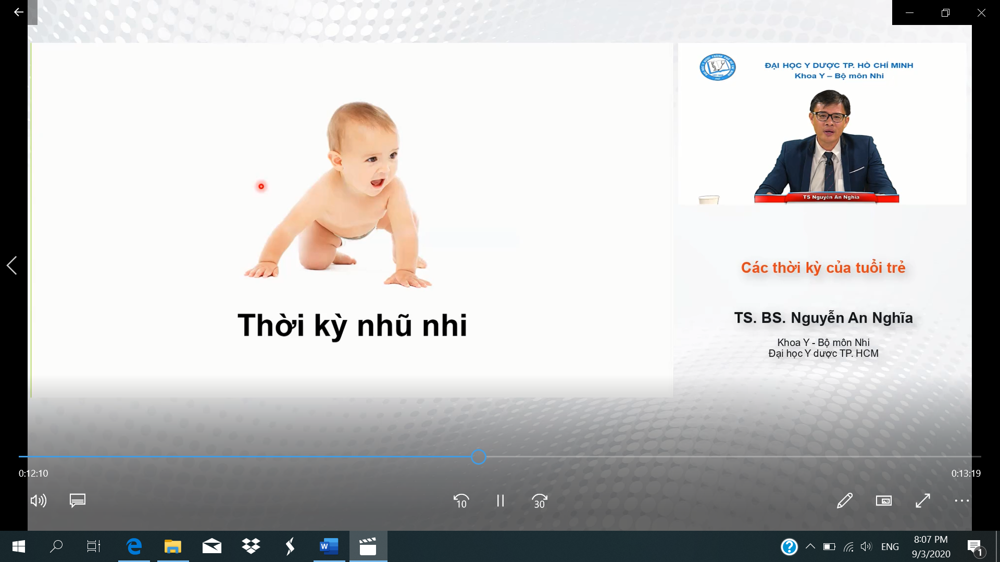 ĐẠI HỌC Y DƯỢC TP. HỒ CHÍ MINH
Khoa Y – Bộ môn Nhi
TS Nguyễn An Nghĩa
Thời kỳ nhũ nhi
Các thời kỳ của tuổi trẻ
TS. BS. Nguyễn An Nghĩa
Khoa Y - Bộ môn Nhi
Đại học Y dược TP. HCM
0:12:10
0:13:19
10
30
W
ENG
8:07 PM
9/3/2020
1